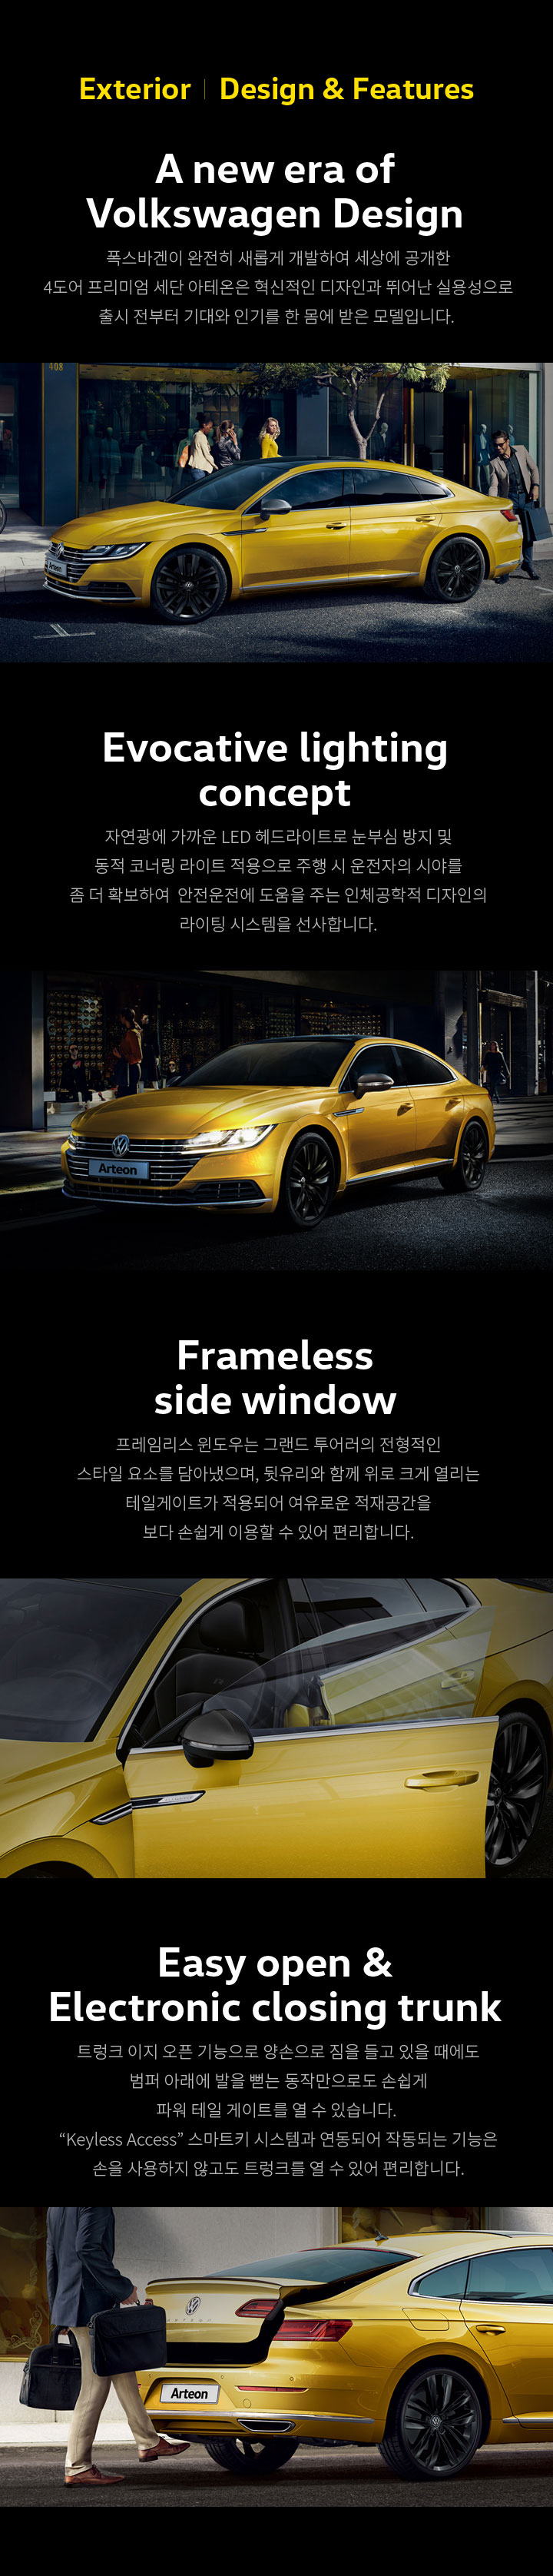 Exterior | Design & Features
A new era of
Volkswagen Design
폭스바겐이 완전히 새롭게 개발하여 세상에 공개한
4도어 프리미엄 세단 아테온은 혁신적인 디자인과 뛰어난 실용성으로
출시 전부터 기대와 인기를 한 몸에 받은 모델입니다.
408
Arteon
Evocative lighting
concept
자연광에 가까운 LED 헤드라이트로 눈부심 방지 및
동적 코너링 라이트 적용으로 주행 시 운전자의 시야를
좀 더 확보하여 안전운전에 도움을 주는 인체공학적 디자인의
라이팅 시스템을 선사합니다.
Arteon
Frameless
side window
프레임리스 윈도우는 그랜드 투어러의 전형적인
스타일 요소를 담아냈으며, 뒷유리와 함께 위로 크게 열리는
테일게이트가 적용되어 여유로운 적재공간을
보다 손쉽게 이용할 수 있어 편리합니다.
Easy open &
Electronic closing trunk
트렁크 이지 오픈 기능으로 양손으로 짐을 들고 있을 때에도
범퍼 아래에 발을 뻗는 동작만으로도 손쉽게
파워 테일 게이트를 열 수 있습니다.
“Keyless Access” 스마트키 시스템과 연동되어 작동되는 기능은
손을 사용하지 않고도 트렁크를 열 수 있어 편리합니다.
ARTEON
Arteon